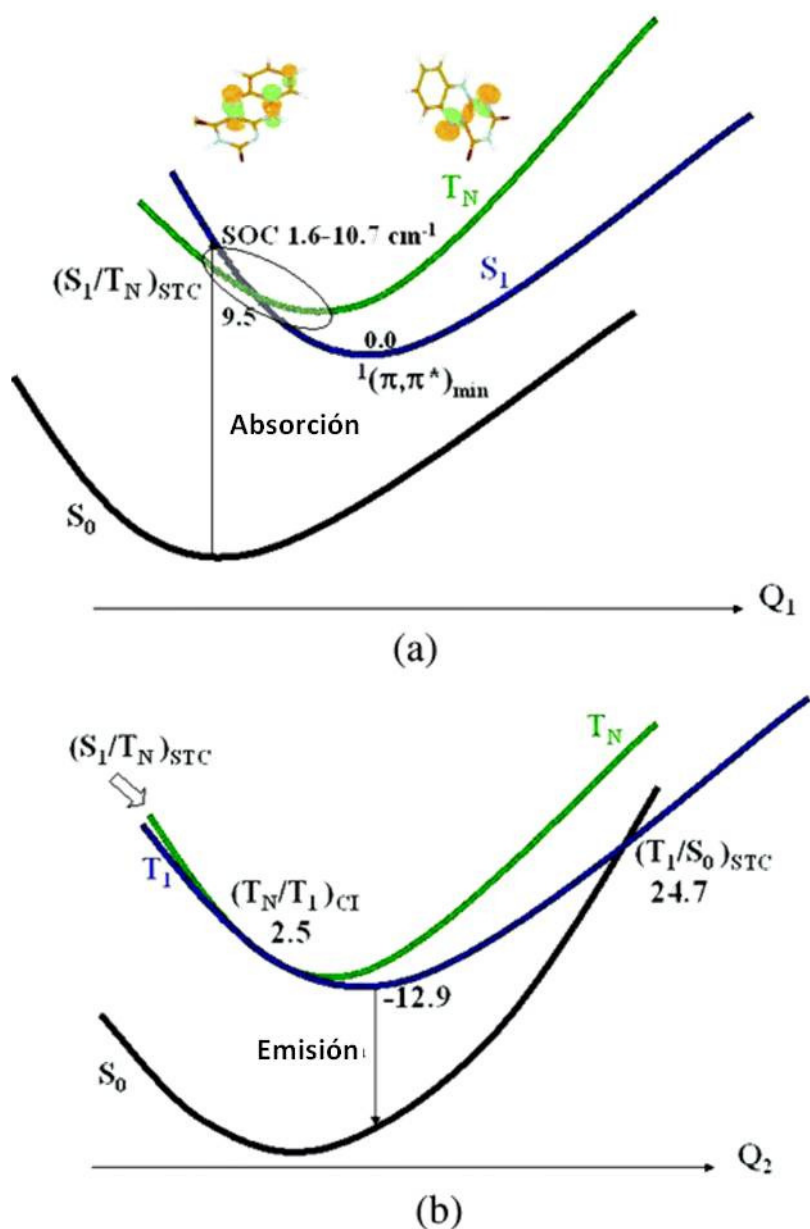 T_N
SOC 1.6-10.7 cm⁻¹
(S₁/T_N)_STC
S₁
9.5
0.0
¹(π,π*)_min
Absorción
S₀
Q₁
(a)
(S₁/T_N)_STC
T_N
T₁
(T_N/T₁)_CI
2.5
(T₁/S₀)_STC
24.7
-12.9
Emisión
S₀
Q₂
(b)